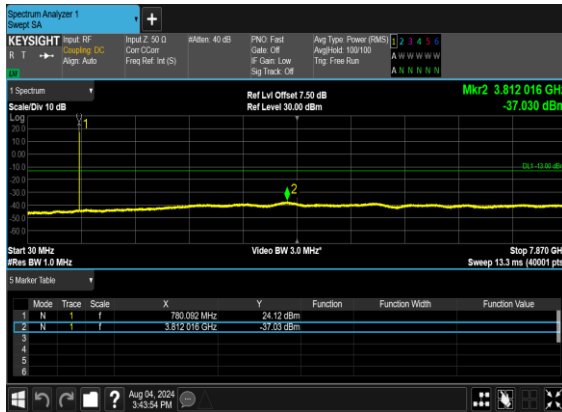 Spectrum Analyzer 1
Swept SA
+
KEYSIGHT
R T
Input: RF
Coupling: DC
Align: Auto
Input Z: 50 Ω
Corr CCorr
Freq Ref: Int (S)
#Atten: 40 dB
PNO: Fast
Gate: Off
IF Gain: Low
Sig Track: Off
Avg Type: Power (RMS)
Avg|Hold: 100/100
Trig: Free Run
1 2 3 4 5 6
A W W W W W
A N N N N N
1 Spectrum
Scale/Div 10 dB
Log
Ref Lvl Offset 7.50 dB
Ref Level 30.00 dBm
Mkr2 3.812 016 GHz
-37.030 dBm
20.0
10.0
0.00
-10.0
-20.0
-30.0
-40.0
-50.0
-60.0
1
2
DL1 -13.00 dB
Start 30 MHz
#Res BW 1.0 MHz
Video BW 3.0 MHz*
Stop 7.870 GH
Sweep 13.3 ms (40001 pts
5 Marker Table
Mode Trace Scale X Y Function Function Width Function Value
1 N 1 f 780.092 MHz 24.12 dBm
2 N 1 f 3.812 016 GHz -37.03 dBm
3
4
5
6
?
Aug 04, 2024
3:43:54 PM